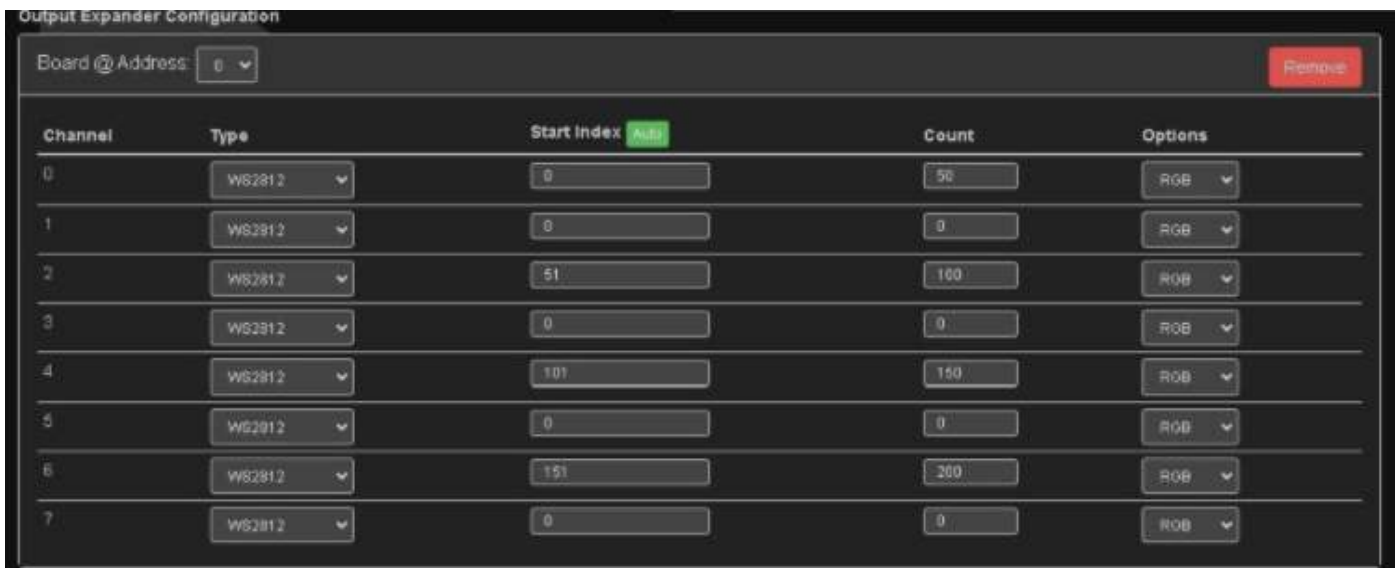 Output Expander Configuration
Board @ Address: 0
Remove
Channel Type Start Index Auto Count Options
0 WS2812 0 50 RGB
1 WS2812 0 0 RGB
2 WS2812 51 100 RGB
3 WS2812 0 0 RGB
4 WS2812 101 150 RGB
5 WS2812 0 0 RGB
6 WS2812 151 200 RGB
7 WS2812 0 0 RGB